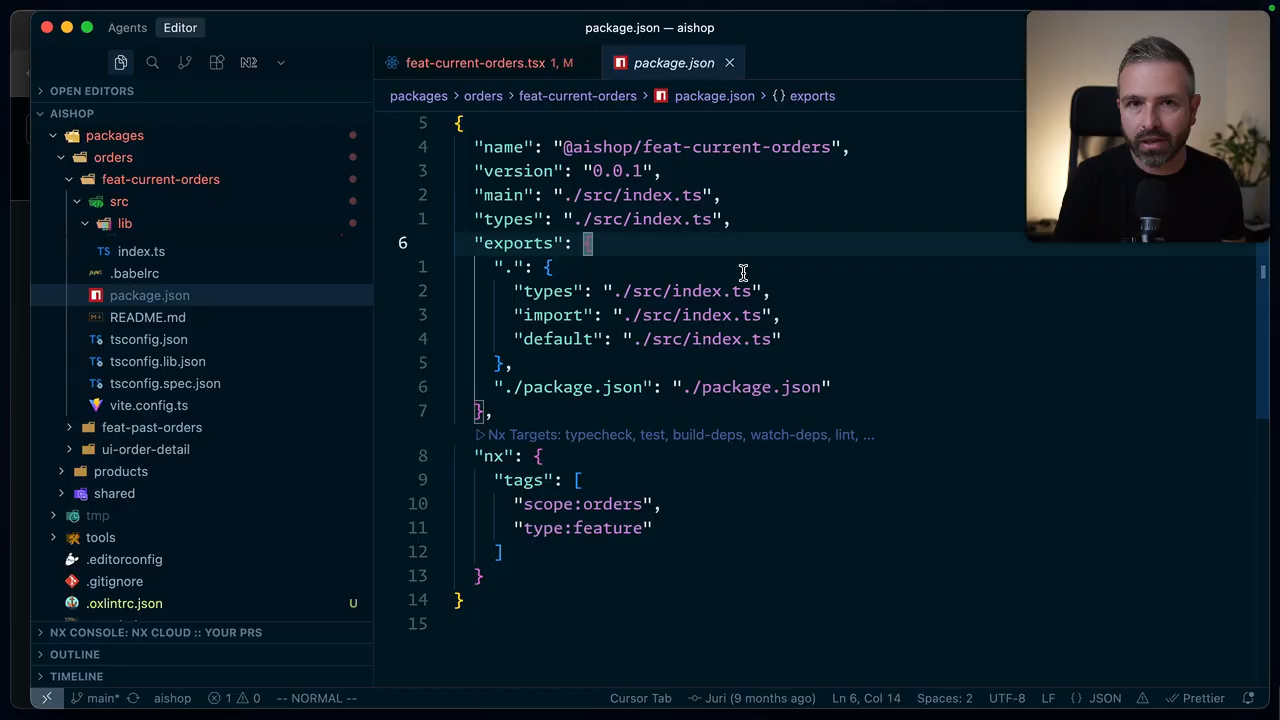 Agents
Editor
package.json — aishop
feat-current-orders.tsx 1, M
package.json
OPEN EDITORS
packages > orders > feat-current-orders > package.json > {} exports
AISHOP
packages
orders
feat-current-orders
src
lib
TS index.ts
.babelrc
package.json
README.md
TS tsconfig.json
TS tsconfig.lib.json
TS tsconfig.spec.json
vite.config.ts
feat-past-orders
ui-order-detail
products
shared
tmp
tools
.editorconfig
.gitignore
.oxlintrc.json U
NX CONSOLE: NX CLOUD :: YOUR PRS
OUTLINE
TIMELINE
5 {
4 "name": "@aishop/feat-current-orders",
3 "version": "0.0.1",
2 "main": "./src/index.ts",
1 "types": "./src/index.ts",
6 "exports": {
1 ".": {
2 "types": "./src/index.ts",
3 "import": "./src/index.ts",
4 "default": "./src/index.ts"
5 },
6 "./package.json": "./package.json"
7 },
Nx Targets: typecheck, test, build-deps, watch-deps, lint, ...
8 "nx": {
9 "tags": [
10 "scope:orders",
11 "type:feature"
12 ]
13 }
14 }
15
main* aishop 1 0 -- NORMAL -- Cursor Tab Juri (9 months ago) Ln 6, Col 14 Spaces: 2 UTF-8 LF {} JSON Prettier